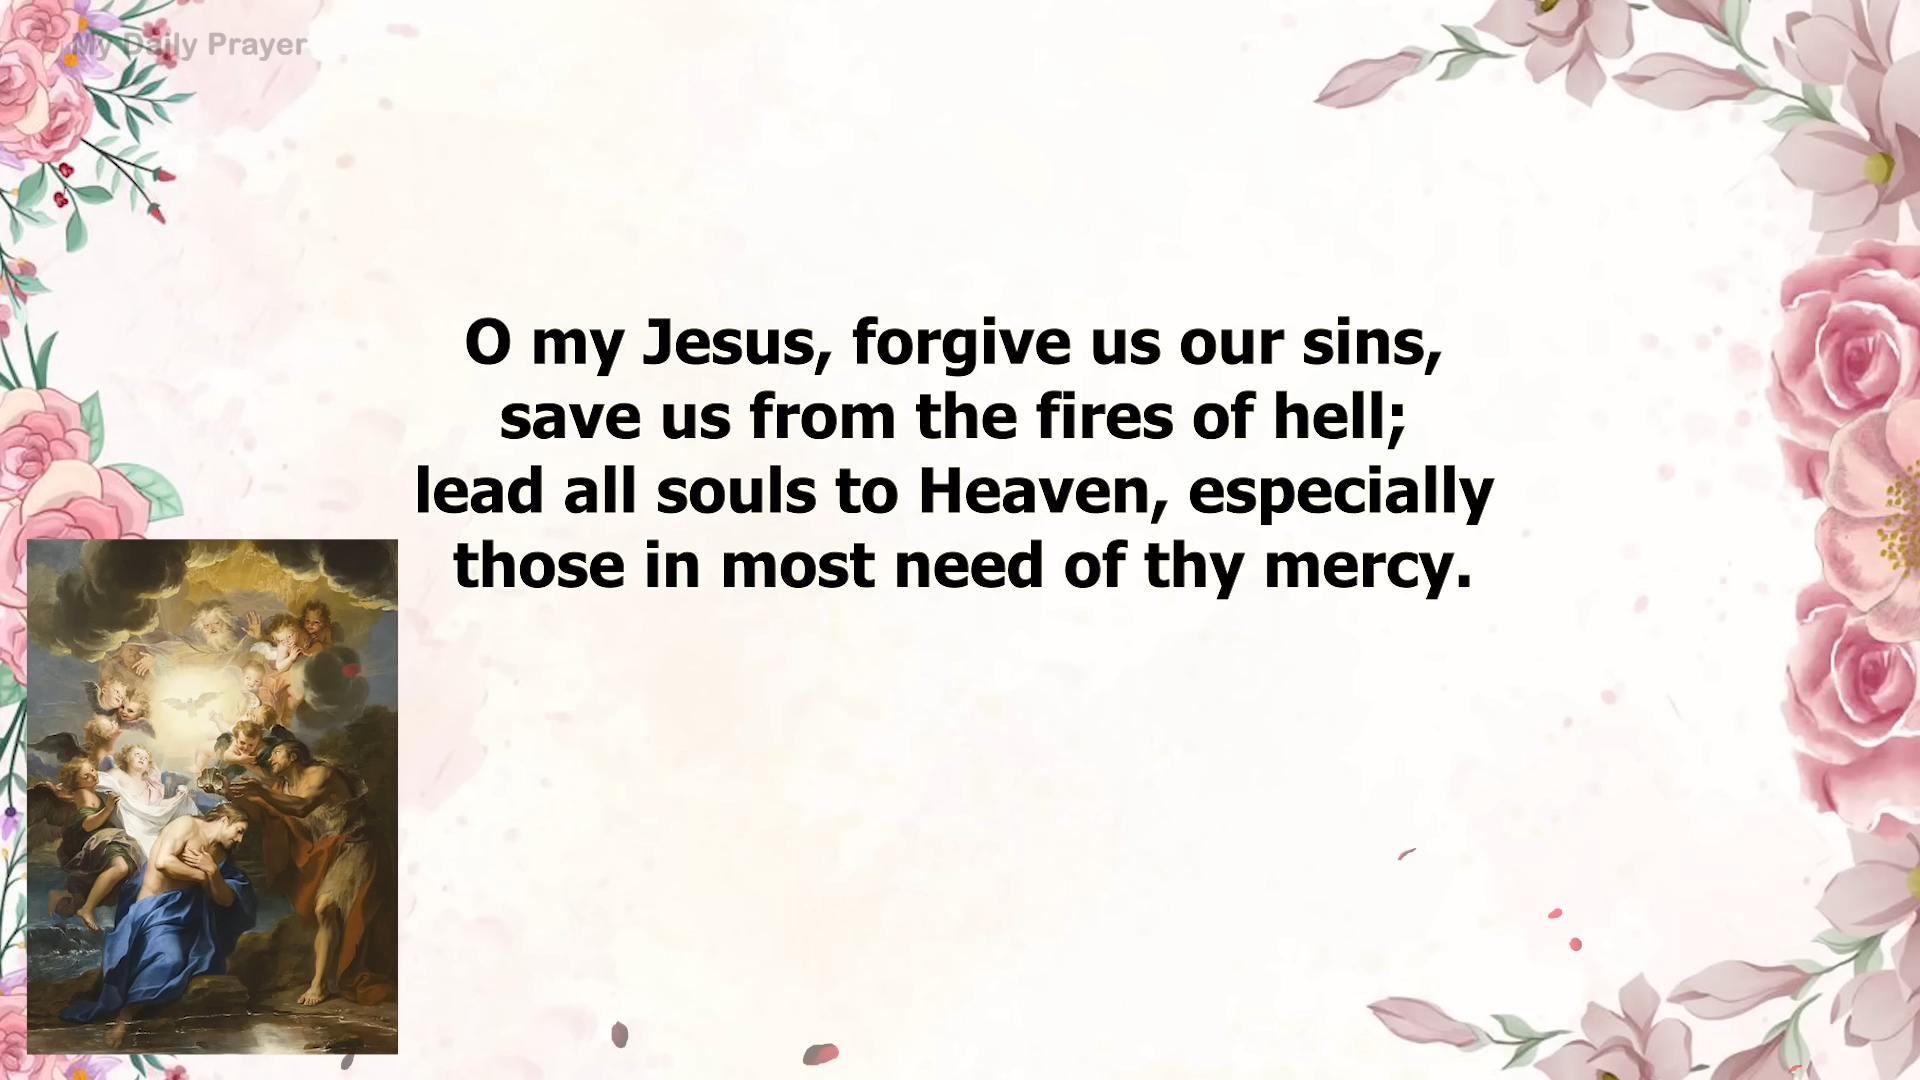 My Daily Prayer
O my Jesus, forgive us our sins,
save us from the fires of hell;
lead all souls to Heaven, especially
those in most need of thy mercy.